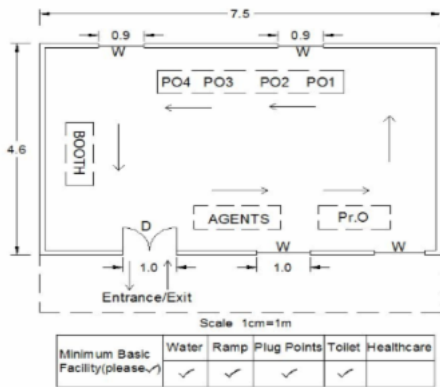 7.5
0.9 0.9
W W
PO4 PO3 PO2 PO1
4.6
BOOTH
AGENTS Pr.O
D
W W
1.0 1.0
Entrance/Exit
Scale 1cm=1m
Minimum Basic Facility(please✓) Water Ramp Plug Points Toilet Healthcare
✓ ✓ ✓ ✓